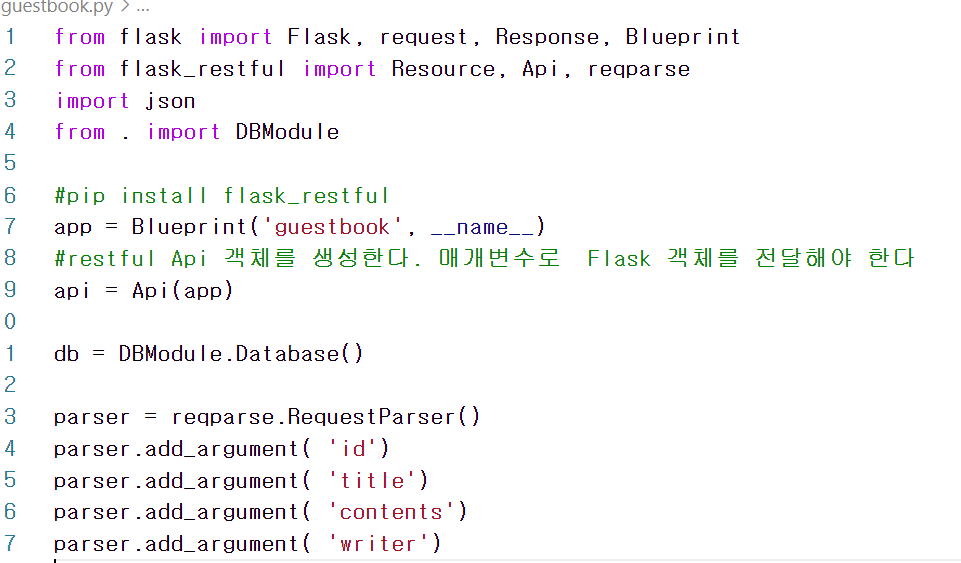 guestbook.py > ...
1 from flask import Flask, request, Response, Blueprint
2 from flask_restful import Resource, Api, reqparse
3 import json
4 from . import DBModule
5
6 #pip install flask_restful
7 app = Blueprint('guestbook', __name__)
8 #restful Api 객체를 생성한다. 매개변수로  Flask 객체를 전달해야 한다
9 api = Api(app)
0
1 db = DBModule.Database()
2
3 parser = reqparse.RequestParser()
4 parser.add_argument( 'id')
5 parser.add_argument( 'title')
6 parser.add_argument( 'contents')
7 parser.add_argument( 'writer')